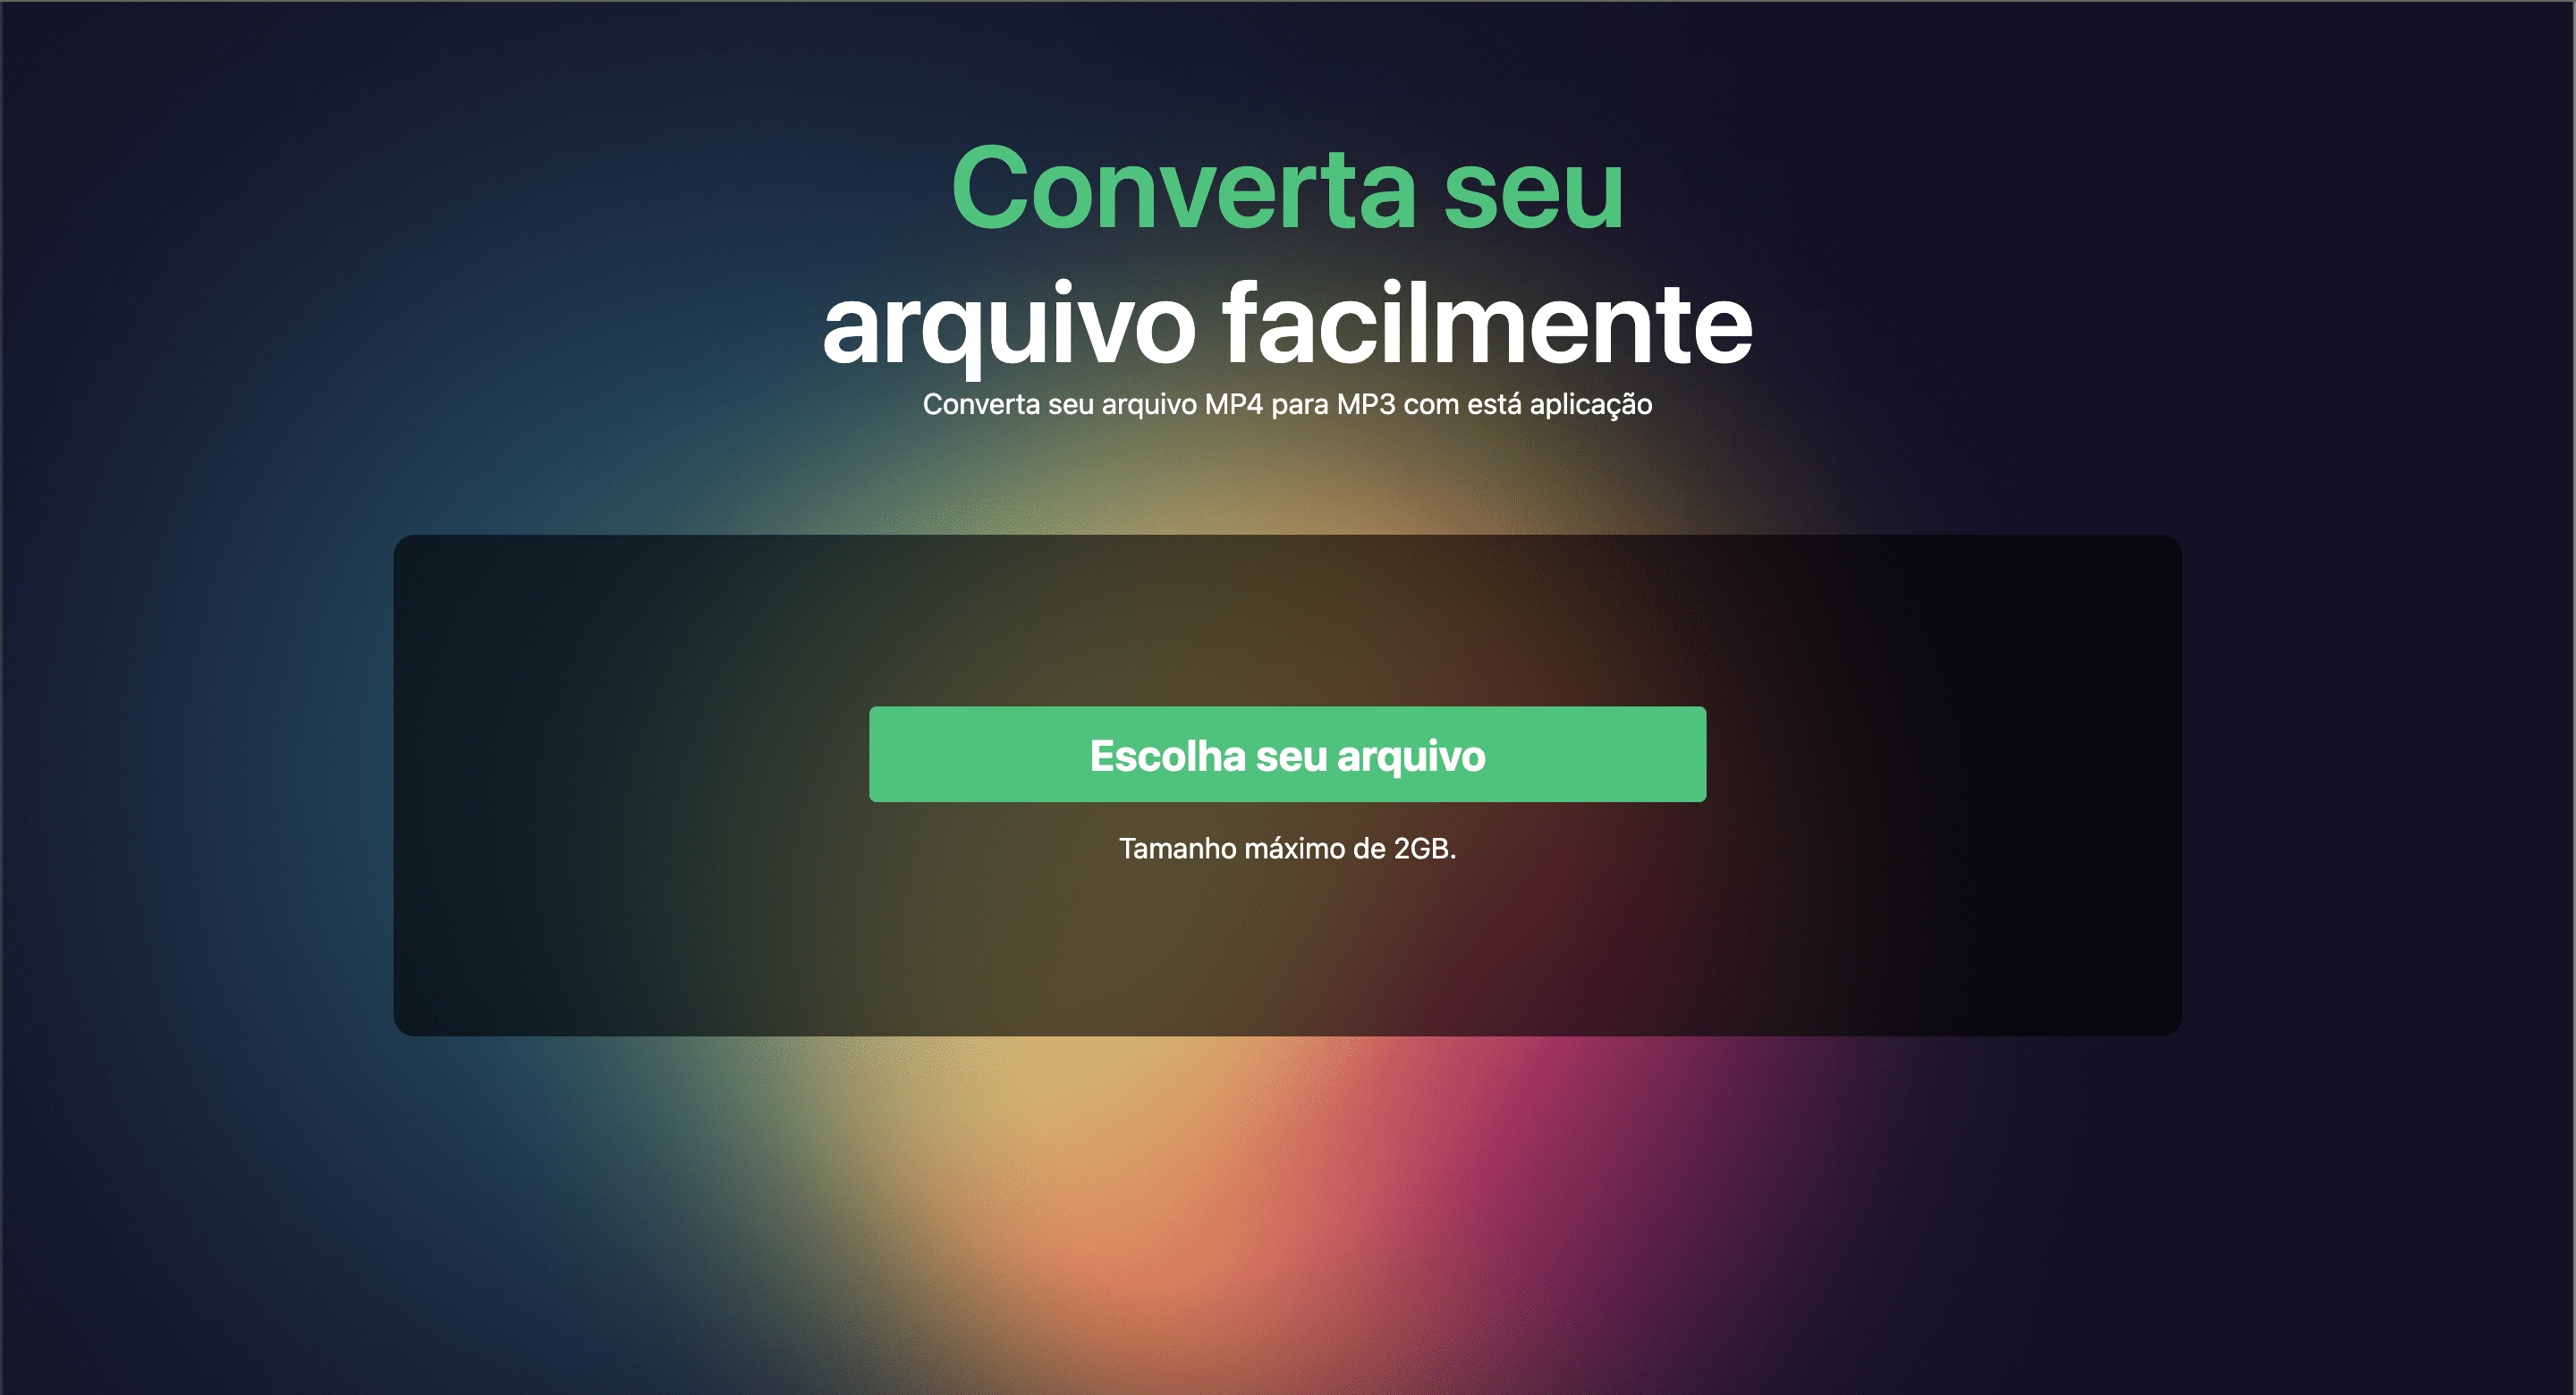 Converta seu
arquivo facilmente
Converta seu arquivo MP4 para MP3 com está aplicação
Escolha seu arquivo
Tamanho máximo de 2GB.